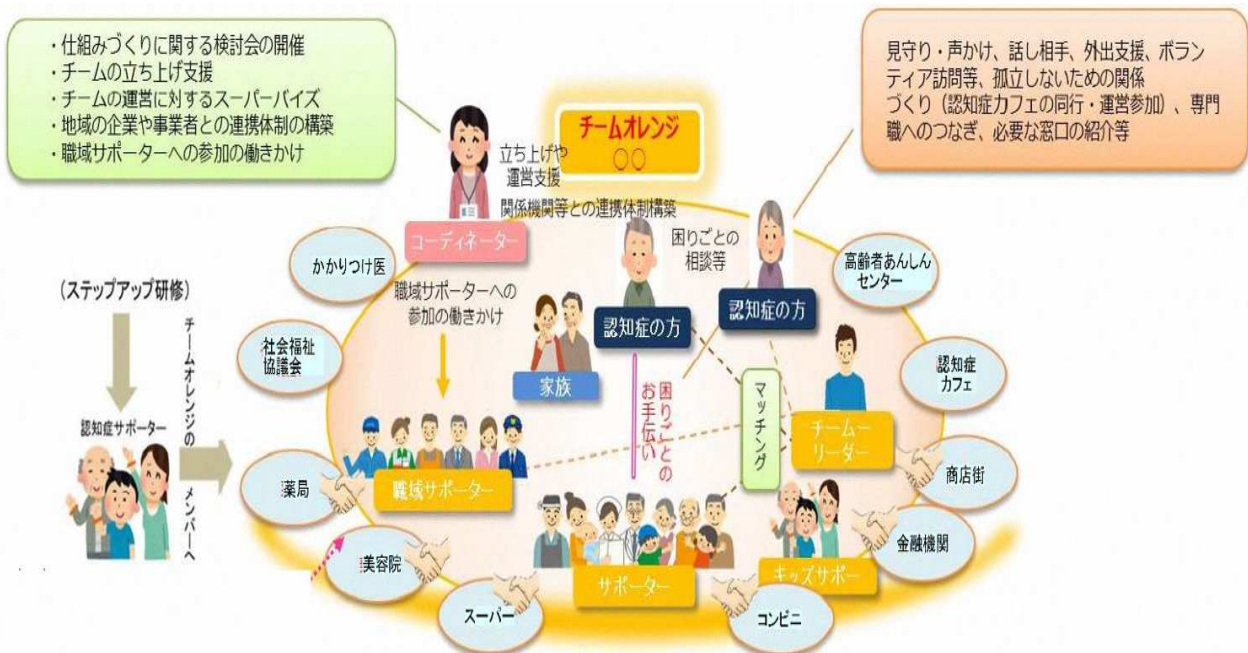 ・仕組みづくりに関する検討会の開催
・チームの立ち上げ支援
・チームの運営に対するスーパーバイズ
・地域の企業や事業者との連携体制の構築
・職域サポーターへの参加の働きかけ
見守り・声かけ、話し相手、外出支援、ボラン
ティア訪問等、孤立しないための関係
づくり（認知症カフェの同行・運営参加）、専門
職へのつなぎ、必要な窓口の紹介等
チームオレンジ
○○
立ち上げや
運営支援
関係機関等との連携体制構築
コーディネーター
困りごとの
相談等
かかりつけ医
高齢者あんしん
センター
職域サポーターへの
参加の働きかけ
認知症の方
認知症の方
（ステップアップ研修）
チームオレンジの
メンバーへ
社会福祉
協議会
家族
認知症
カフェ
困りごとの
お手伝い
マッチング
チームー
リーダー
認知症サポーター
薬局
職域サポーター
商店街
美容院
サポーター
キッズサポー
金融機関
スーパー
コンビニ